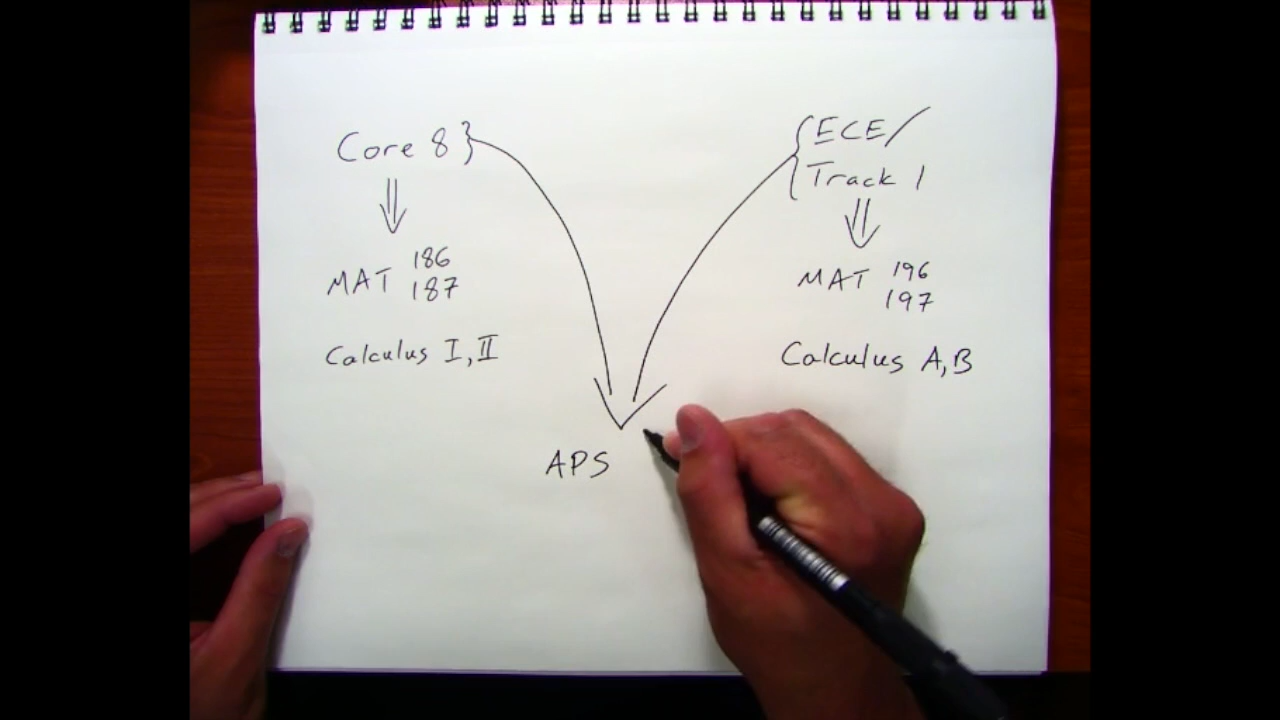 Core 8
MAT 186
187
Calculus I, II
ECE/
Track 1
MAT 196
197
Calculus A, B
APS